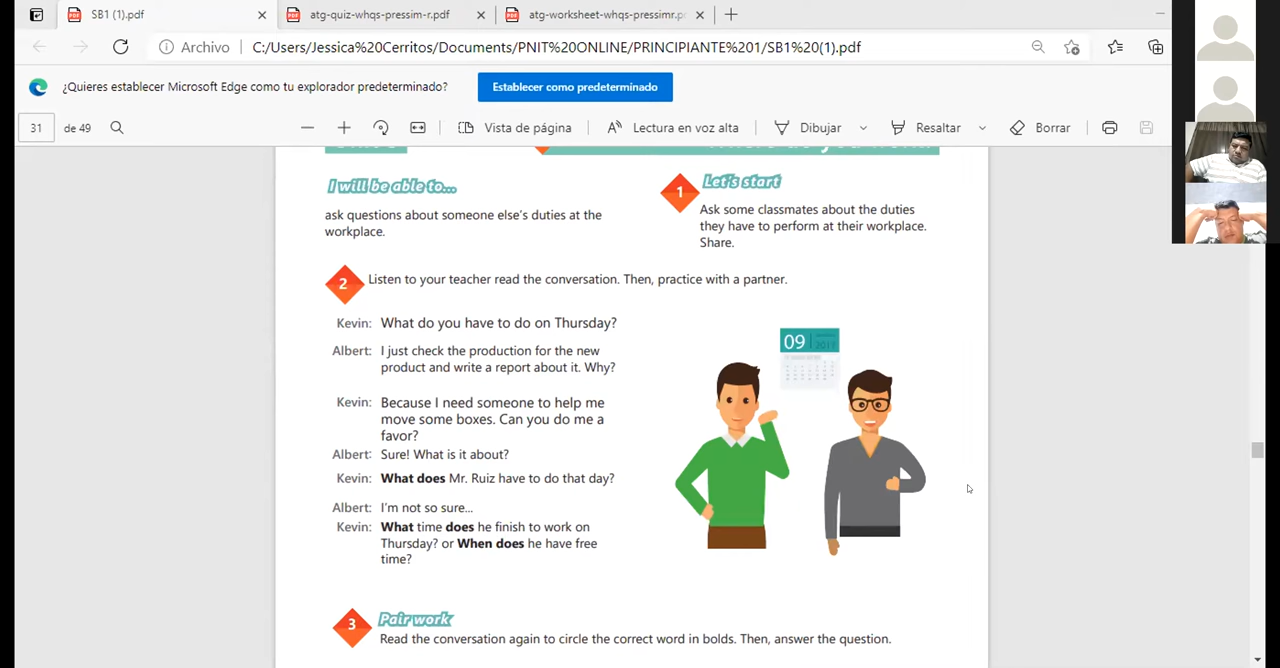 SB1 (1).pdf
atg-quiz-whqs-pressim-r.pdf
atg-worksheet-whqs-pressimr.p
Archivo
C:/Users/Jessica%20Cerritos/Documents/PNIT%20ONLINE/PRINCIPIANTE%201/SB1%20(1).pdf
¿Quieres establecer Microsoft Edge como tu explorador predeterminado?
Establecer como predeterminado
31 de 49
Vista de página
Lectura en voz alta
Dibujar
Resaltar
Borrar
I will be able to...
ask questions about someone else's duties at the
workplace.
1 Let's start
Ask some classmates about the duties
they have to perform at their workplace.
Share.
2 Listen to your teacher read the conversation. Then, practice with a partner.
Kevin: What do you have to do on Thursday?
Albert: I just check the production for the new
product and write a report about it. Why?
Kevin: Because I need someone to help me
move some boxes. Can you do me a
favor?
Albert: Sure! What is it about?
Kevin: What does Mr. Ruiz have to do that day?
Albert: I'm not so sure...
Kevin: What time does he finish to work on
Thursday? or When does he have free
time?
09
2017
3 Pair work
Read the conversation again to circle the correct word in bolds. Then, answer the question.